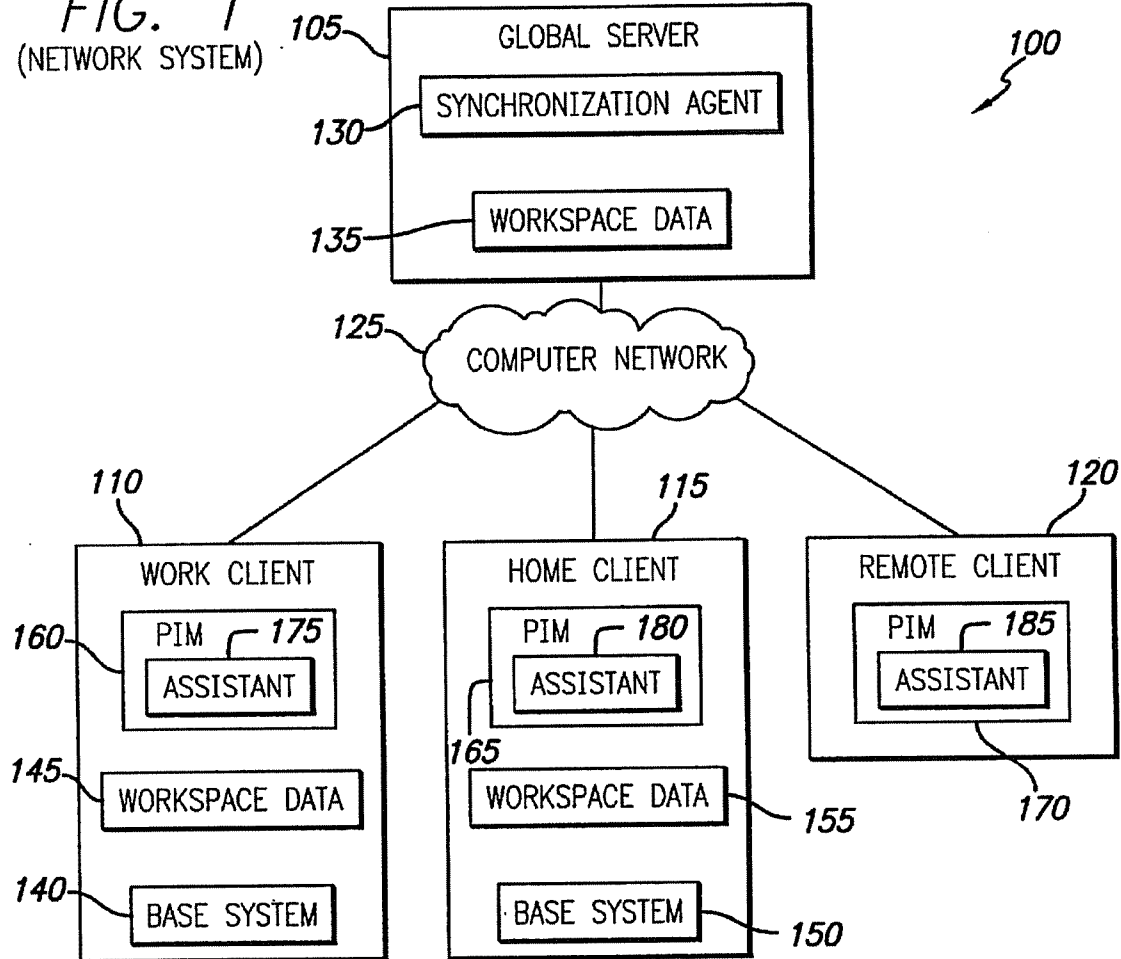 FIG. 1
(NETWORK SYSTEM)
105
GLOBAL SERVER
100
SYNCHRONIZATION AGENT
130
WORKSPACE DATA
135
125
COMPUTER NETWORK
110
115
120
WORK CLIENT
HOME CLIENT
REMOTE CLIENT
160
PIM
175
ASSISTANT
PIM
180
ASSISTANT
165
PIM
185
ASSISTANT
170
145
WORKSPACE DATA
WORKSPACE DATA
155
140
BASE SYSTEM
BASE SYSTEM
150